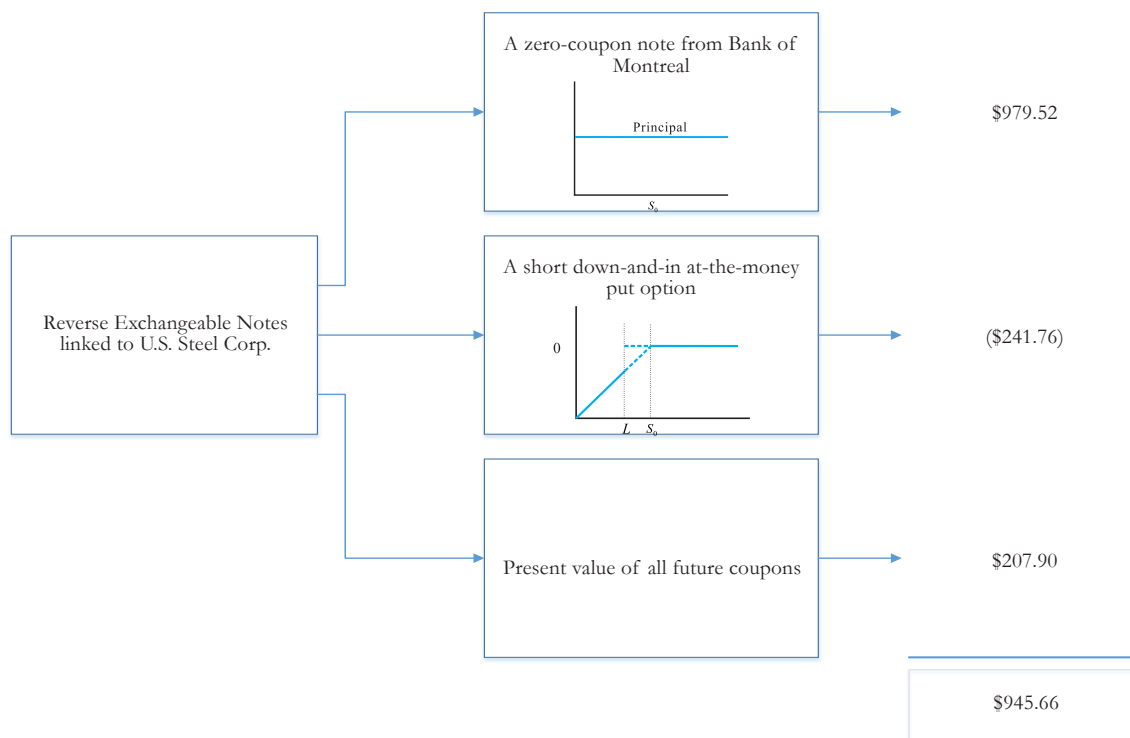 Reverse Exchangeable Notes
linked to U.S. Steel Corp.
A zero-coupon note from Bank of
Montreal
Principal
S₀
$979.52
A short down-and-in at-the-money
put option
0
L S₀
($241.76)
Present value of all future coupons
$207.90
$945.66